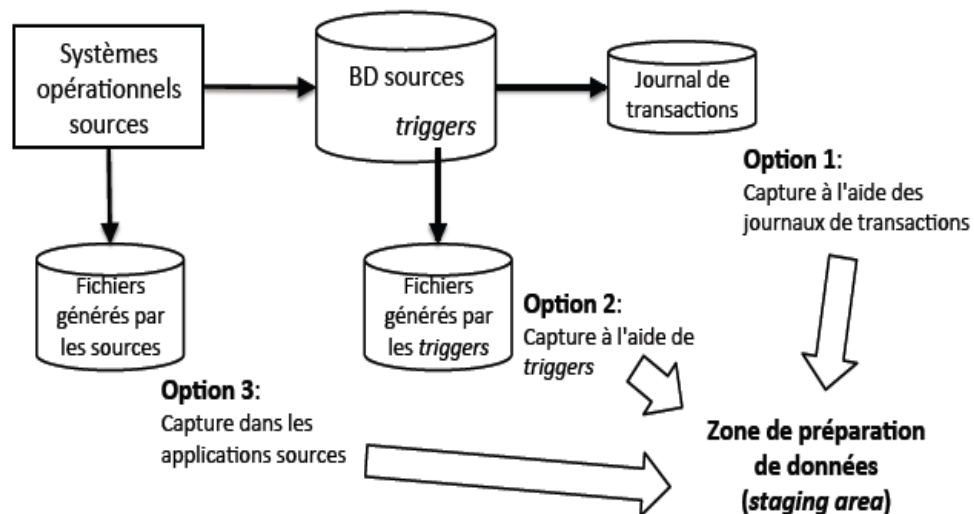 Systèmes
opérationnels
sources
BD sources
triggers
Journal de
transactions
Option 1:
Capture à l'aide des
journaux de transactions
Fichiers
générés par
les sources
Fichiers
générés par
les triggers
Option 2:
Capture à l'aide de
triggers
Option 3:
Capture dans les
applications sources
Zone de préparation
de données
(staging area)